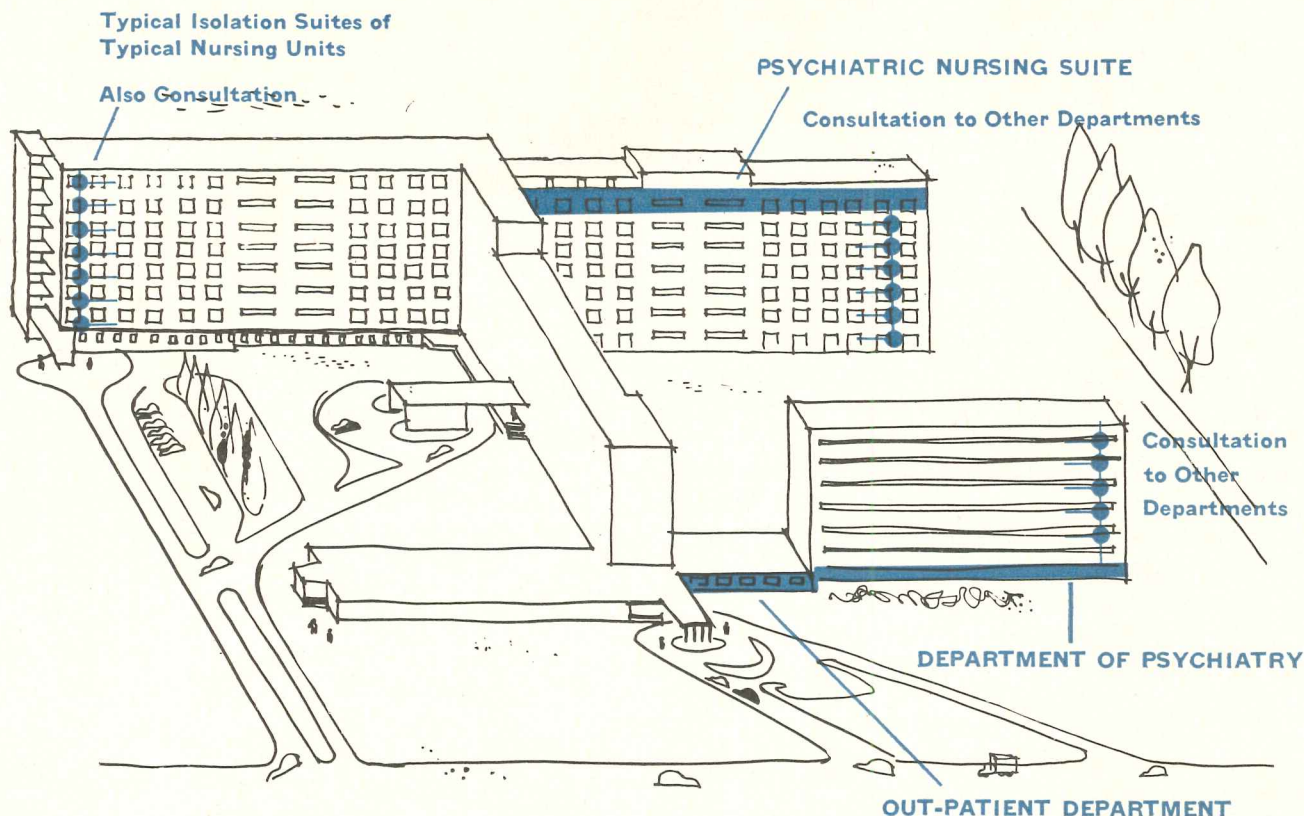 Typical Isolation Suites of
Typical Nursing Units
Also Consultation
PSYCHIATRIC NURSING SUITE
Consultation to Other Departments
Consultation
to Other
Departments
DEPARTMENT OF PSYCHIATRY
OUT-PATIENT DEPARTMENT